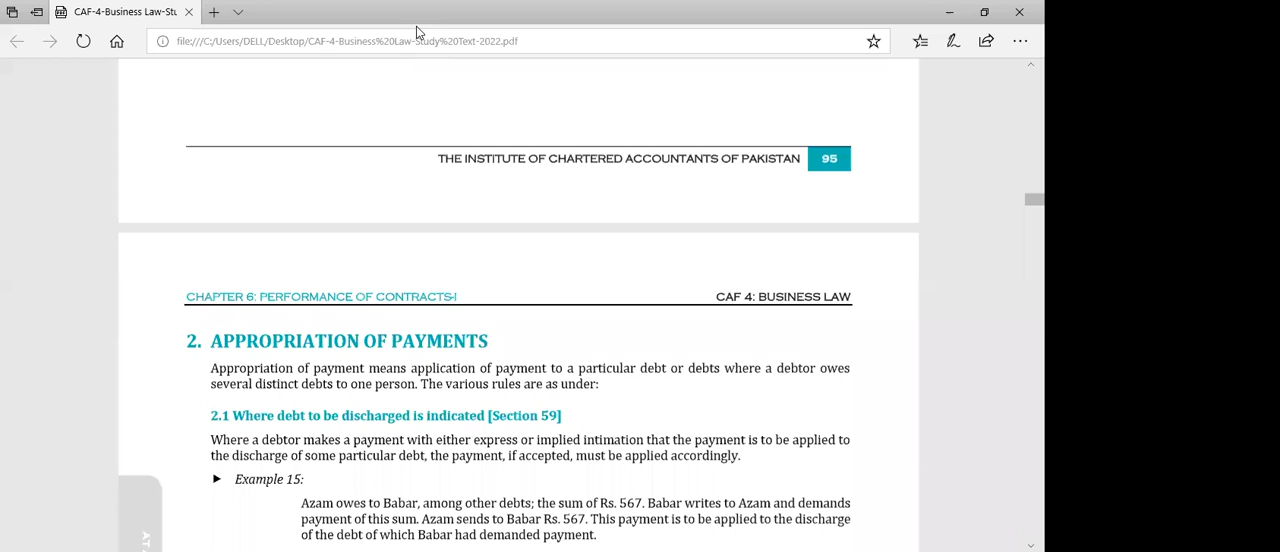 CAF-4-Business Law-Stu
file:///C:/Users/DELL/Desktop/CAF-4-Business%20Law-Study%20Text-2022.pdf
THE INSTITUTE OF CHARTERED ACCOUNTANTS OF PAKISTAN 95
CHAPTER 6: PERFORMANCE OF CONTRACTS-I CAF 4: BUSINESS LAW
2. APPROPRIATION OF PAYMENTS
Appropriation of payment means application of payment to a particular debt or debts where a debtor owes
several distinct debts to one person. The various rules are as under:
2.1 Where debt to be discharged is indicated [Section 59]
Where a debtor makes a payment with either express or implied intimation that the payment is to be applied to
the discharge of some particular debt, the payment, if accepted, must be applied accordingly.
Example 15:
Azam owes to Babar, among other debts; the sum of Rs. 567. Babar writes to Azam and demands
payment of this sum. Azam sends to Babar Rs. 567. This payment is to be applied to the discharge
of the debt of which Babar had demanded payment.
AT